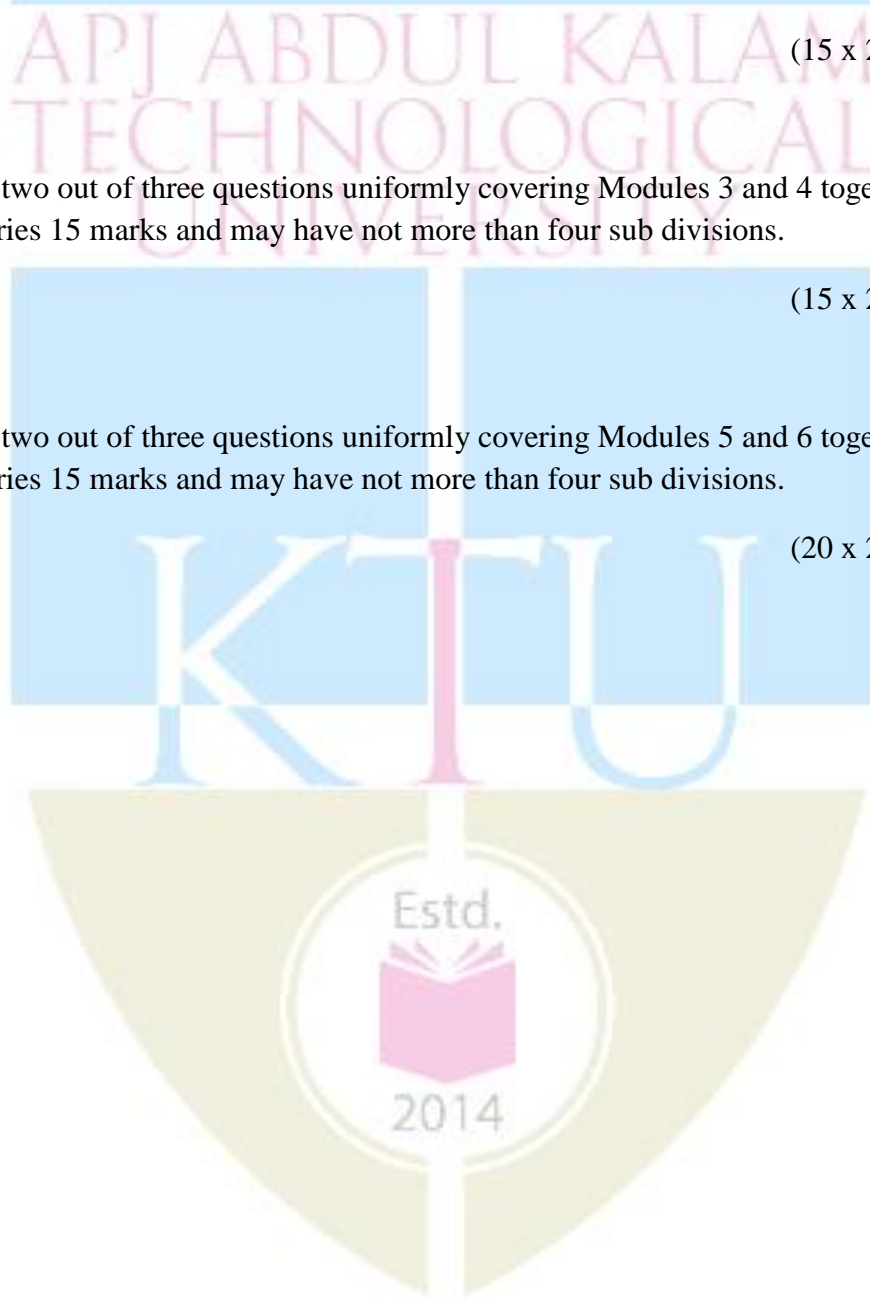 APJ ABDUL KALAM
(15 x 2
TECHNOLOGICAL
two out of three questions uniformly covering Modules 3 and 4 toge
ries 15 marks and may have not more than four sub divisions.
UNIVERSITY
(15 x 2
two out of three questions uniformly covering Modules 5 and 6 toge
ries 15 marks and may have not more than four sub divisions.
(20 x 2
KTU
Estd.
2014